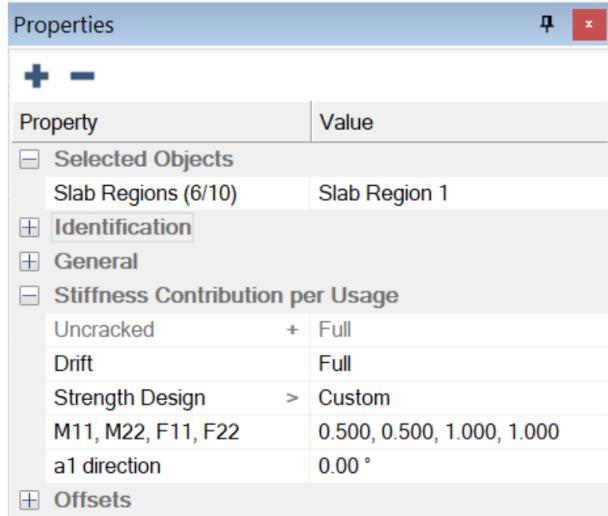 Properties
x
Property Value
Selected Objects
Slab Regions (6/10) Slab Region 1
Identification
General
Stiffness Contribution per Usage
Uncracked + Full
Drift Full
Strength Design > Custom
M11, M22, F11, F22 0.500, 0.500, 1.000, 1.000
a1 direction 0.00 °
Offsets